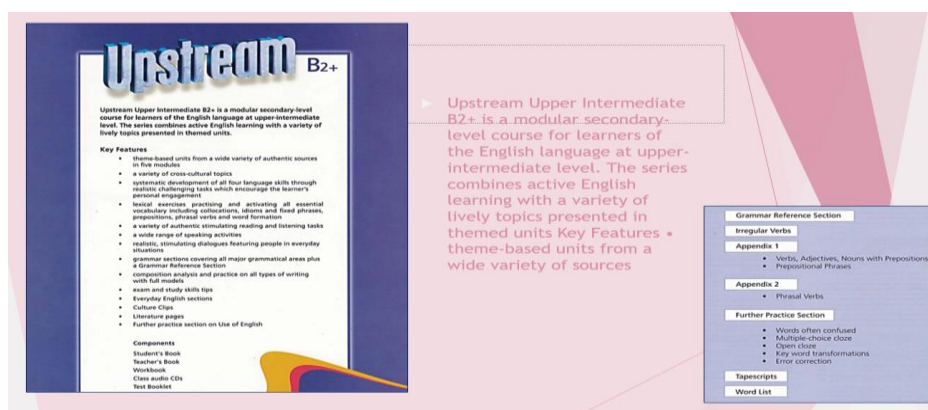 Upstream B2+
Upstream Upper Intermediate B2+ is a modular secondary-level
course for learners of the English language at upper-intermediate
level. The series combines active English learning with a variety of
lively topics presented in themed units.
Key Features
• theme-based units from a wide variety of authentic sources
in five modules
• a variety of cross-cultural topics
• systematic development of all four language skills through
realistic challenging tasks which encourage the learner's
personal engagement
• lexical exercises practising and activating all essential
vocabulary including collocations, idioms and fixed phrases,
prepositions, phrasal verbs and word formation
• a variety of authentic stimulating reading and listening tasks
• a wide range of speaking activities
• realistic, stimulating dialogues featuring people in everyday
situations
• grammar sections covering all major grammatical areas plus
a Grammar Reference Section
• composition analysis and practice on all types of writing
with full models
• exam and study skills tips
• Everyday English sections
• Culture Clips
• Literature pages
• Further practice section on Use of English
Components
Student's Book
Teacher's Book
Workbook
Class audio CDs
Test Booklet
Upstream Upper Intermediate
B2+ is a modular secondary-
level course for learners of
the English language at upper-
intermediate level. The series
combines active English
learning with a variety of
lively topics presented in
themed units Key Features •
theme-based units from a
wide variety of sources
Grammar Reference Section
Irregular Verbs
Appendix 1
• Verbs, Adjectives, Nouns with Prepositions
• Prepositional Phrases
Appendix 2
• Phrasal Verbs
Further Practice Section
• Words often confused
• Multiple-choice cloze
• Open cloze
• Key word transformations
• Error correction
Tapescripts
Word List